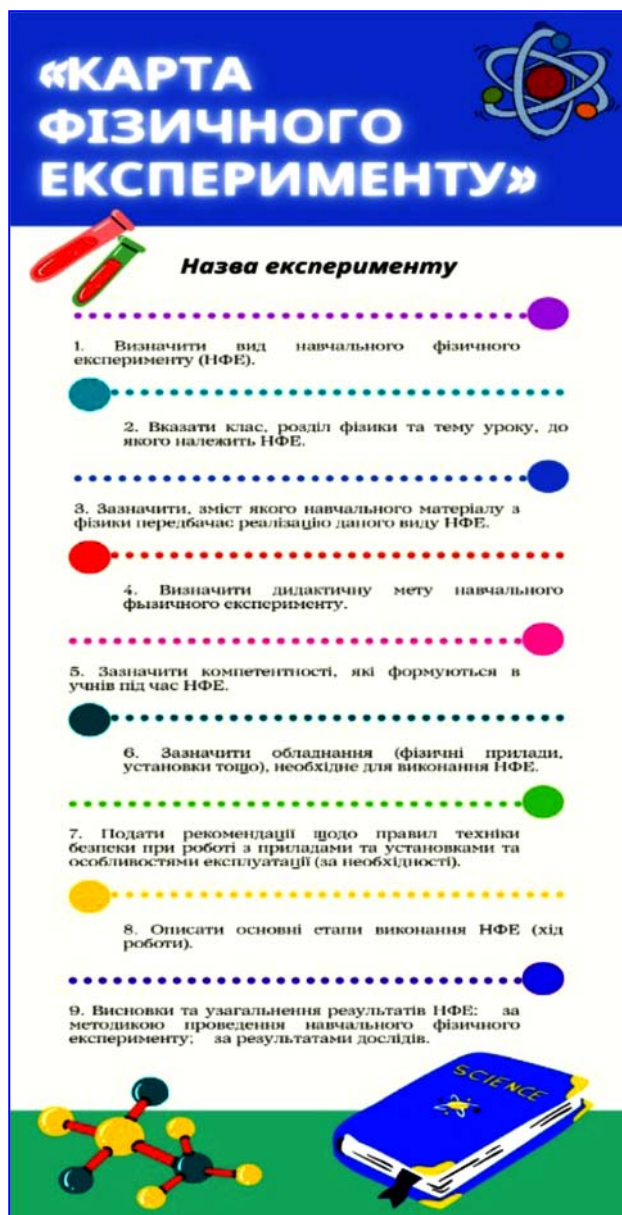 «КАРТА
ФІЗИЧНОГО
ЕКСПЕРИМЕНТУ»
Назва експерименту
1. Визначити вид навчального фізичного
експерименту (НФЕ).
2. Вказати клас, розділ фізики та тему уроку, до
якого належить НФЕ.
3. Зазначити, зміст якого навчального матеріалу з
фізики передбачає реалізацію даного виду НФЕ.
4. Визначити дидактичну мету навчального
фызичного експерименту.
5. Зазначити компетентності, які формуються в
учнів під час НФЕ.
6. Зазначити обладнання (фізичні прилади,
установки тощо), необхідне для виконання НФЕ.
7. Подати рекомендації щодо правил техніки
безпеки при роботі з приладами та установками та
особливостями експлуатації (за необхідності).
8. Описати основні етапи виконання НФЕ (хід
роботи).
9. Висновки та узагальнення результатів НФЕ: за
методикою проведення навчального фізичного
експерименту; за результатами дослідів.
SCIENCE